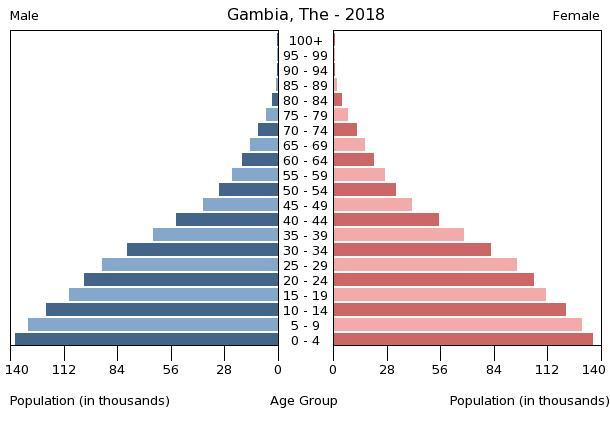 Male
Gambia, The - 2018
Female
100+
95 - 99
90 - 94
85 - 89
80 - 84
75 - 79
70 - 74
65 - 69
60 - 64
55 - 59
50 - 54
45 - 49
40 - 44
35 - 39
30 - 34
25 - 29
20 - 24
15 - 19
10 - 14
5 - 9
0 - 4
140 112 84 56 28 0 0 28 56 84 112 140
Population (in thousands) Age Group Population (in thousands)